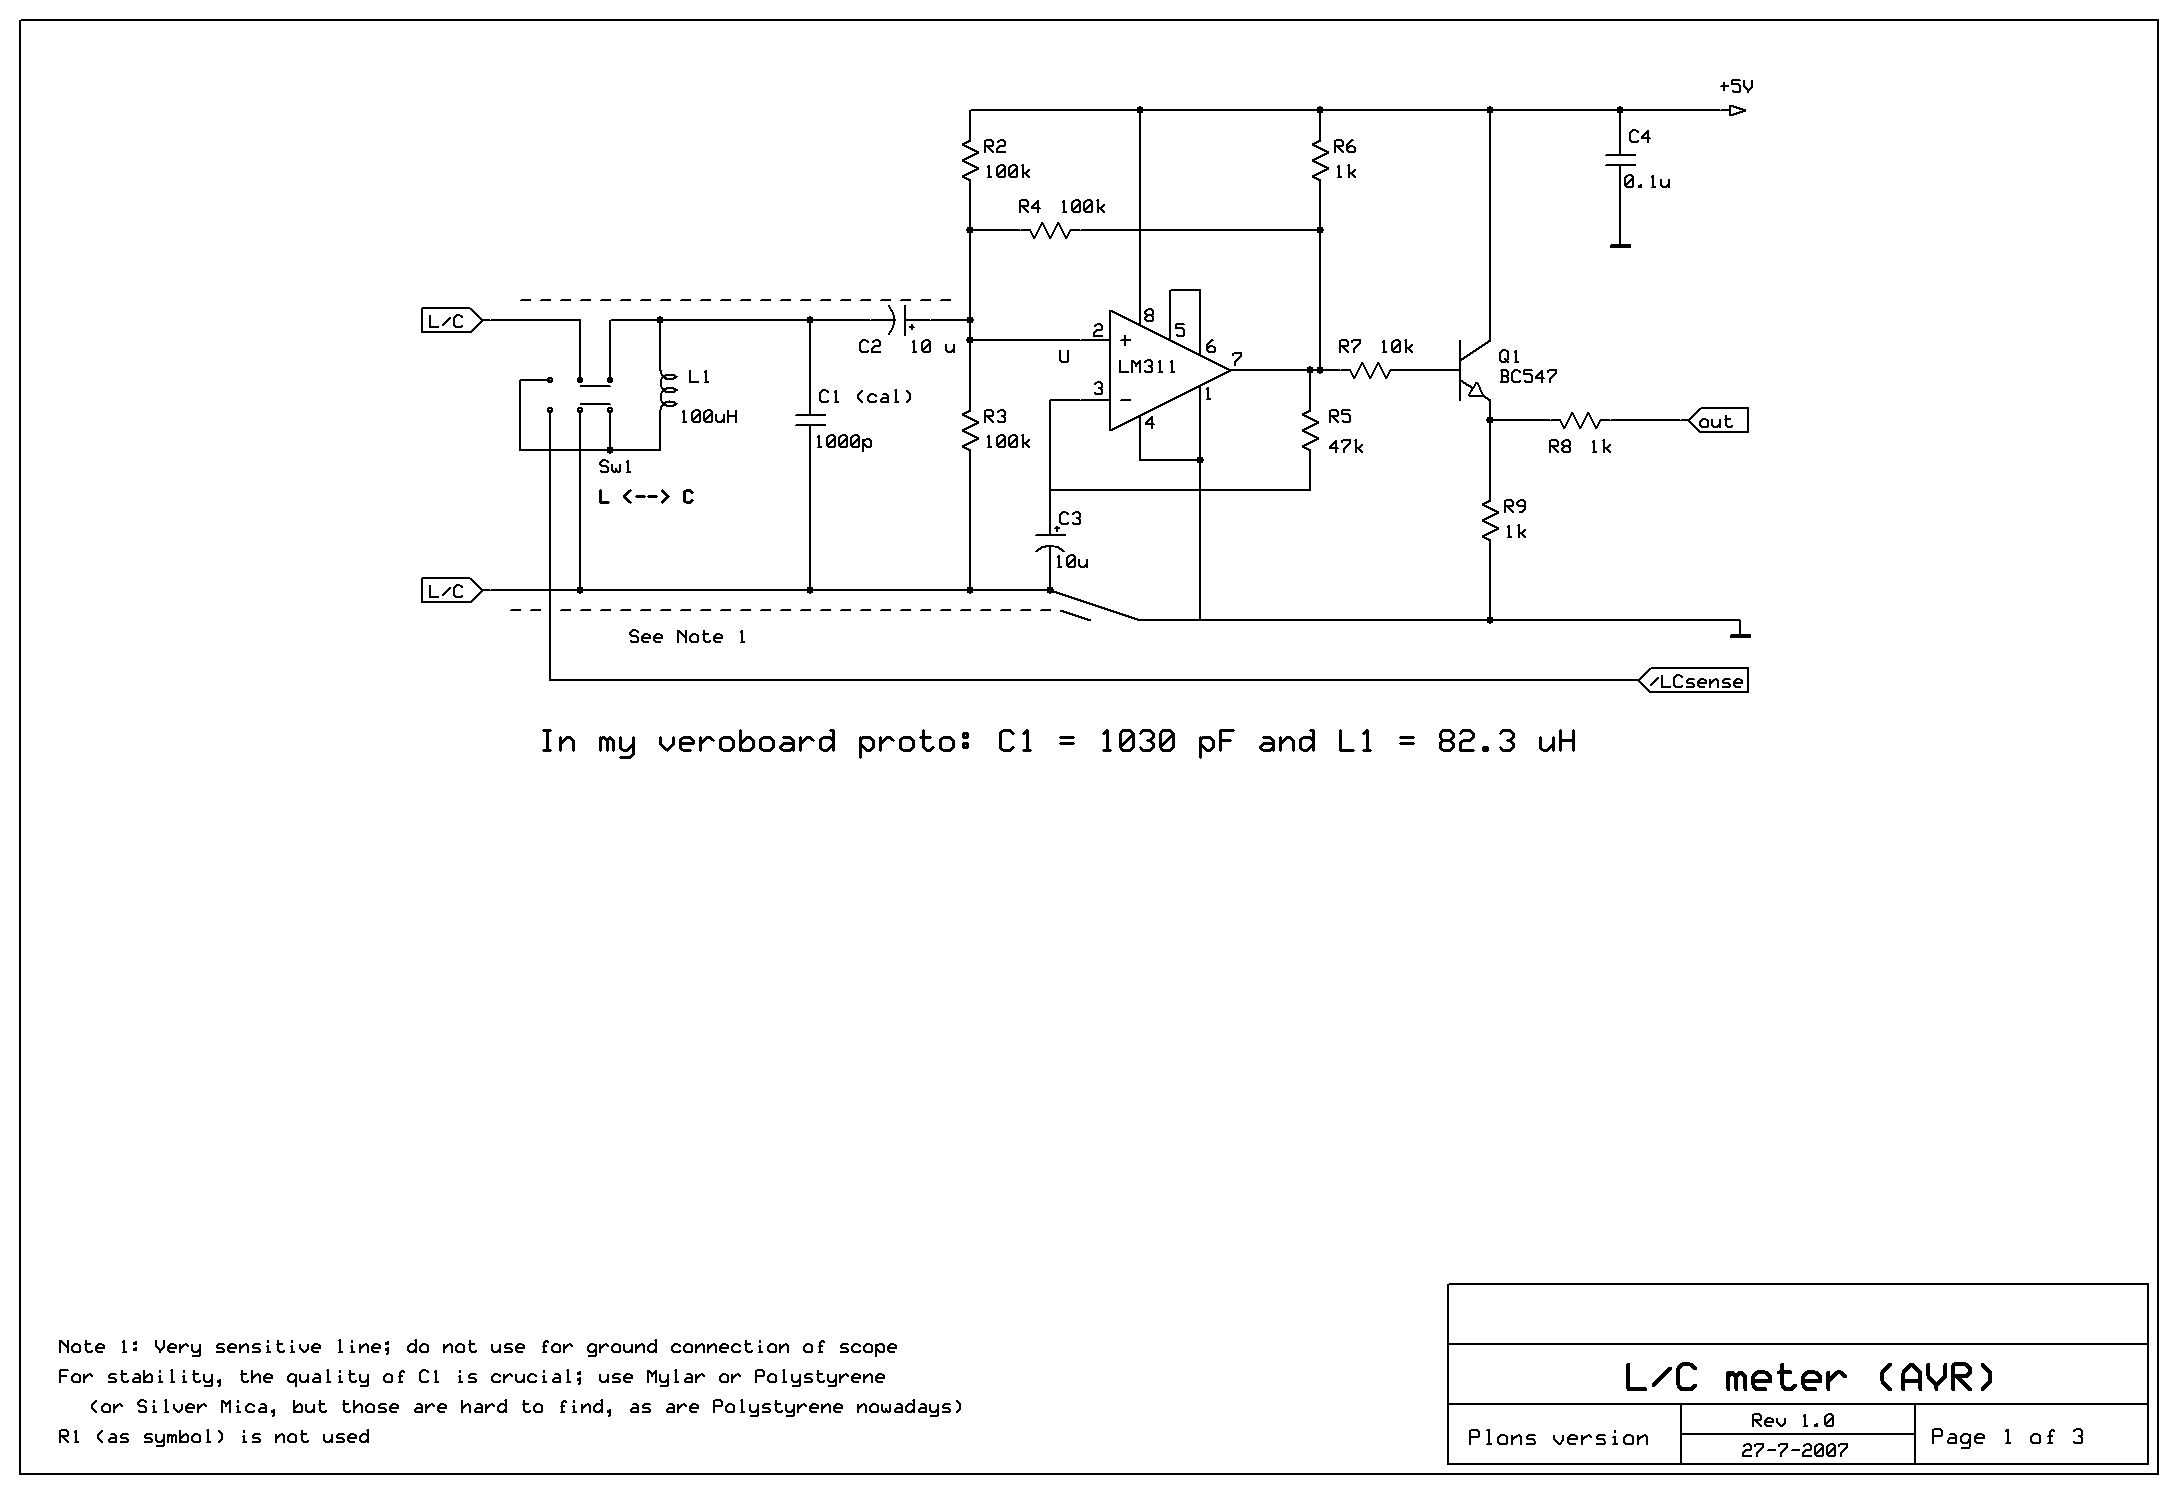 +5V
C4
0.1u
R2
100k
R6
1k
R4 100k
L/C
8
5
6
7
2
+
LM311
3
-
4
1
U
C2 + 10 u
R7 10k
Q1
BC547
L1
100uH
C1 (cal)
1000p
R3
100k
R5
47k
R8 1k
out
Sw1
L <--> C
C3
+
10u
R9
1k
L/C
See Note 1
/LCsense
In my veroboard proto: C1 = 1030 pF and L1 = 82.3 uH
Note 1: Very sensitive line; do not use for ground connection of scope
For stability, the quality of C1 is crucial; use Mylar or Polystyrene
(or Silver Mica, but those are hard to find, as are Polystyrene nowadays)
R1 (as symbol) is not used
L/C meter (AVR)
Plons version
Rev 1.0
27-7-2007
Page 1 of 3